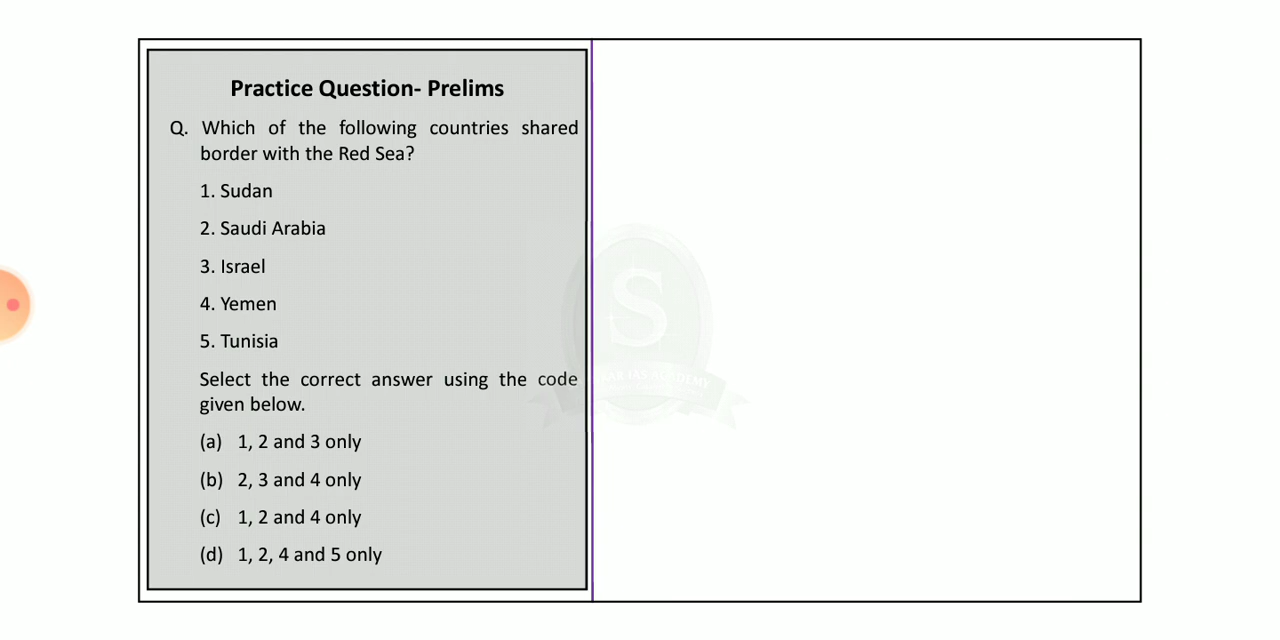 Practice Question- Prelims
Q. Which of the following countries shared
border with the Red Sea?
1. Sudan
2. Saudi Arabia
3. Israel
4. Yemen
5. Tunisia
Select the correct answer using the code
given below.
(a) 1, 2 and 3 only
(b) 2, 3 and 4 only
(c) 1, 2 and 4 only
(d) 1, 2, 4 and 5 only
S
IAS ACADEMY